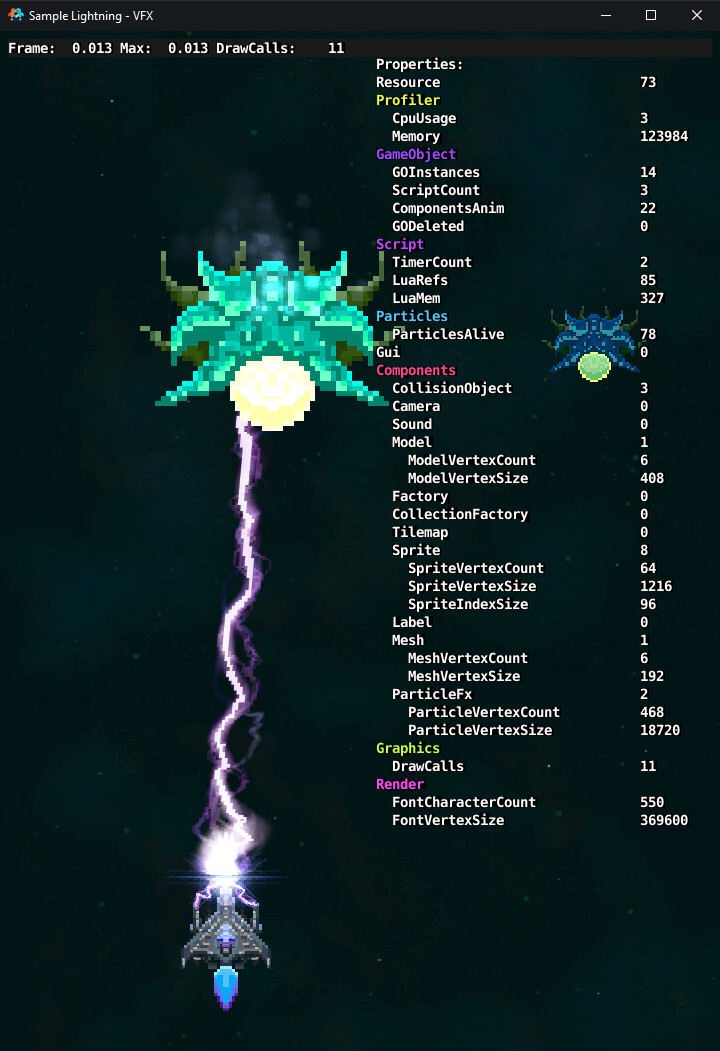 Sample Lightning - VFX
Frame: 0.013 Max: 0.013 DrawCalls: 11
Properties:
Resource 73
Profiler
CpuUsage 3
Memory 123984
GameObject
GOInstances 14
ScriptCount 3
ComponentsAnim 22
GODeleted 0
Script
TimerCount 2
LuaRefs 85
LuaMem 327
Particles
ParticlesAlive 78
Gui 0
Components
CollisionObject 3
Camera 0
Sound 0
Model 1
ModelVertexCount 6
ModelVertexSize 408
Factory 0
CollectionFactory 0
Tilemap 0
Sprite 8
SpriteVertexCount 64
SpriteVertexSize 1216
SpriteIndexSize 96
Label 0
Mesh 1
MeshVertexCount 6
MeshVertexSize 192
ParticleFx 2
ParticleVertexCount 468
ParticleVertexSize 18720
Graphics
DrawCalls 11
Render
FontCharacterCount 550
FontVertexSize 369600